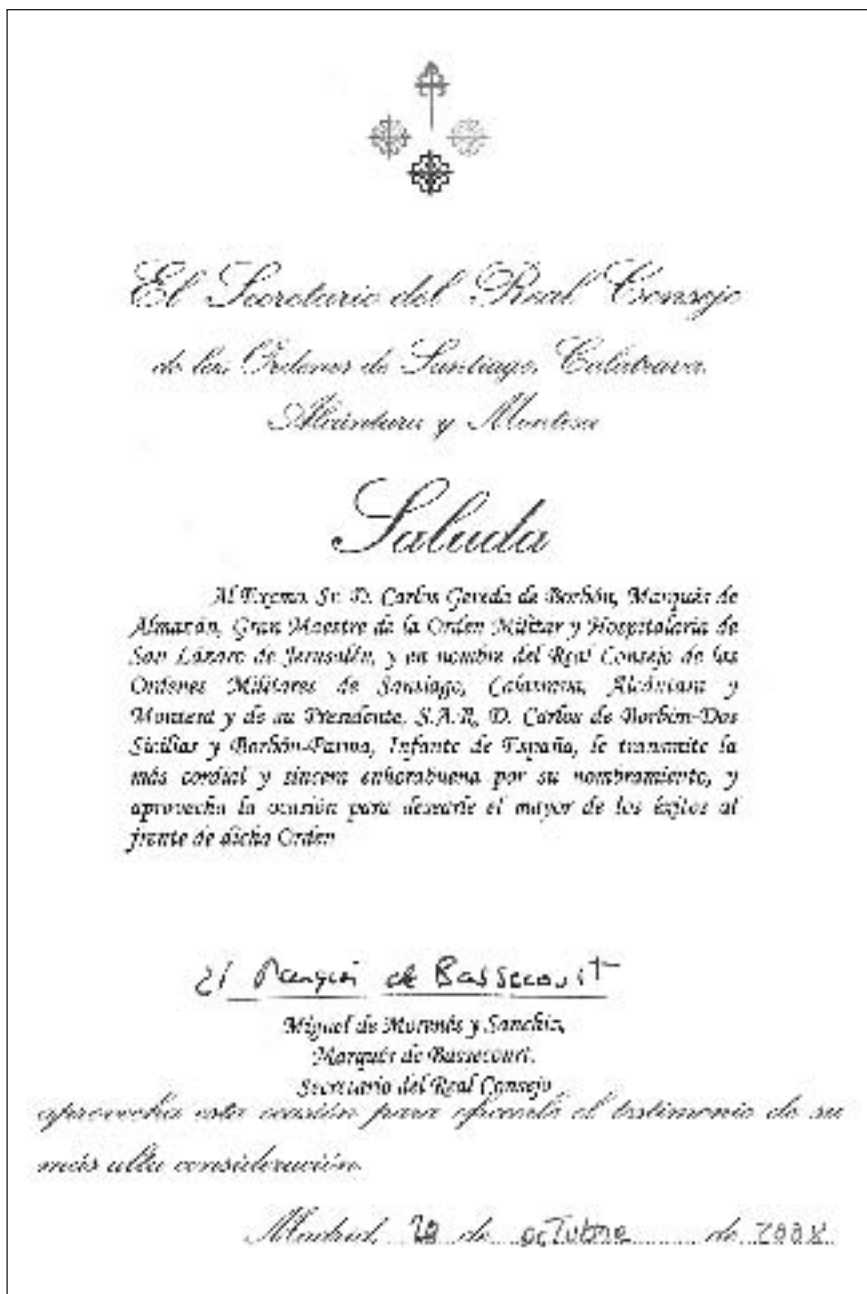 El Secretario del Real Consejo
de las Órdenes de Santiago, Calatrava,
Alcántara y Montesa
Saluda
Al Excmo. Sr. D. Carlos Gereda de Borbón, Marqués de
Almazán, Gran Maestre de la Orden Militar y Hospitalaria de
San Lázaro de Jerusalén, y en nombre del Real Consejo de las
Ordenes Militares de Santiago, Calatrava, Alcántara y
Montesa y de su Presidente, S.A.R. D. Carlos de Borbón-Dos
Sicilias y Borbón-Parma, Infante de España, le transmite la
más cordial y sincera enhorabuena por su nombramiento, y
aprovecha la ocasión para desearle el mayor de los éxitos al
frente de dicha Orden
El Marqués de Bassecourt
Miguel de Morenés y Sanchiz,
Marqués de Bassecourt,
Secretario del Real Consejo
aprovecha esta ocasión para ofrecerle el testimonio de su
más alta consideración.
Madrid, de octubre de 2008